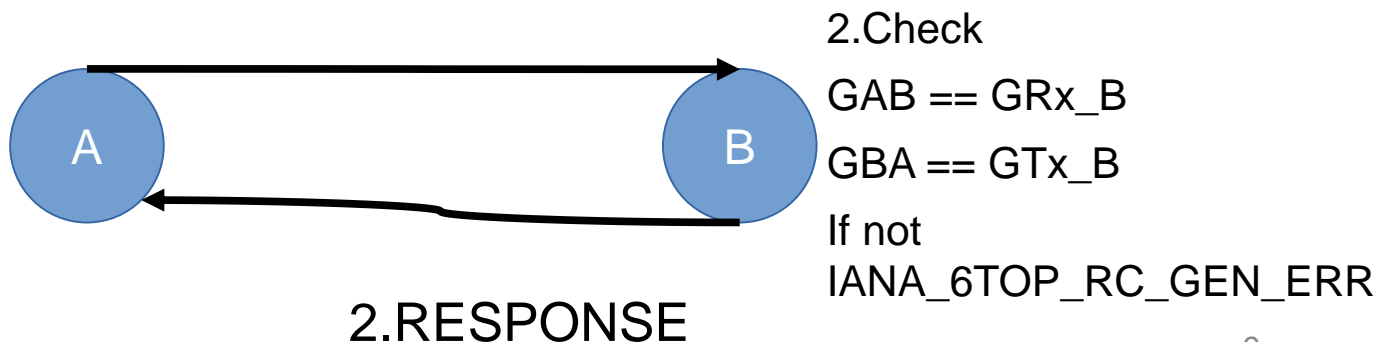 A
B
2.Check
GAB == GRx_B
GBA == GTx_B
If not
IANA_6TOP_RC_GEN_ERR
2.RESPONSE